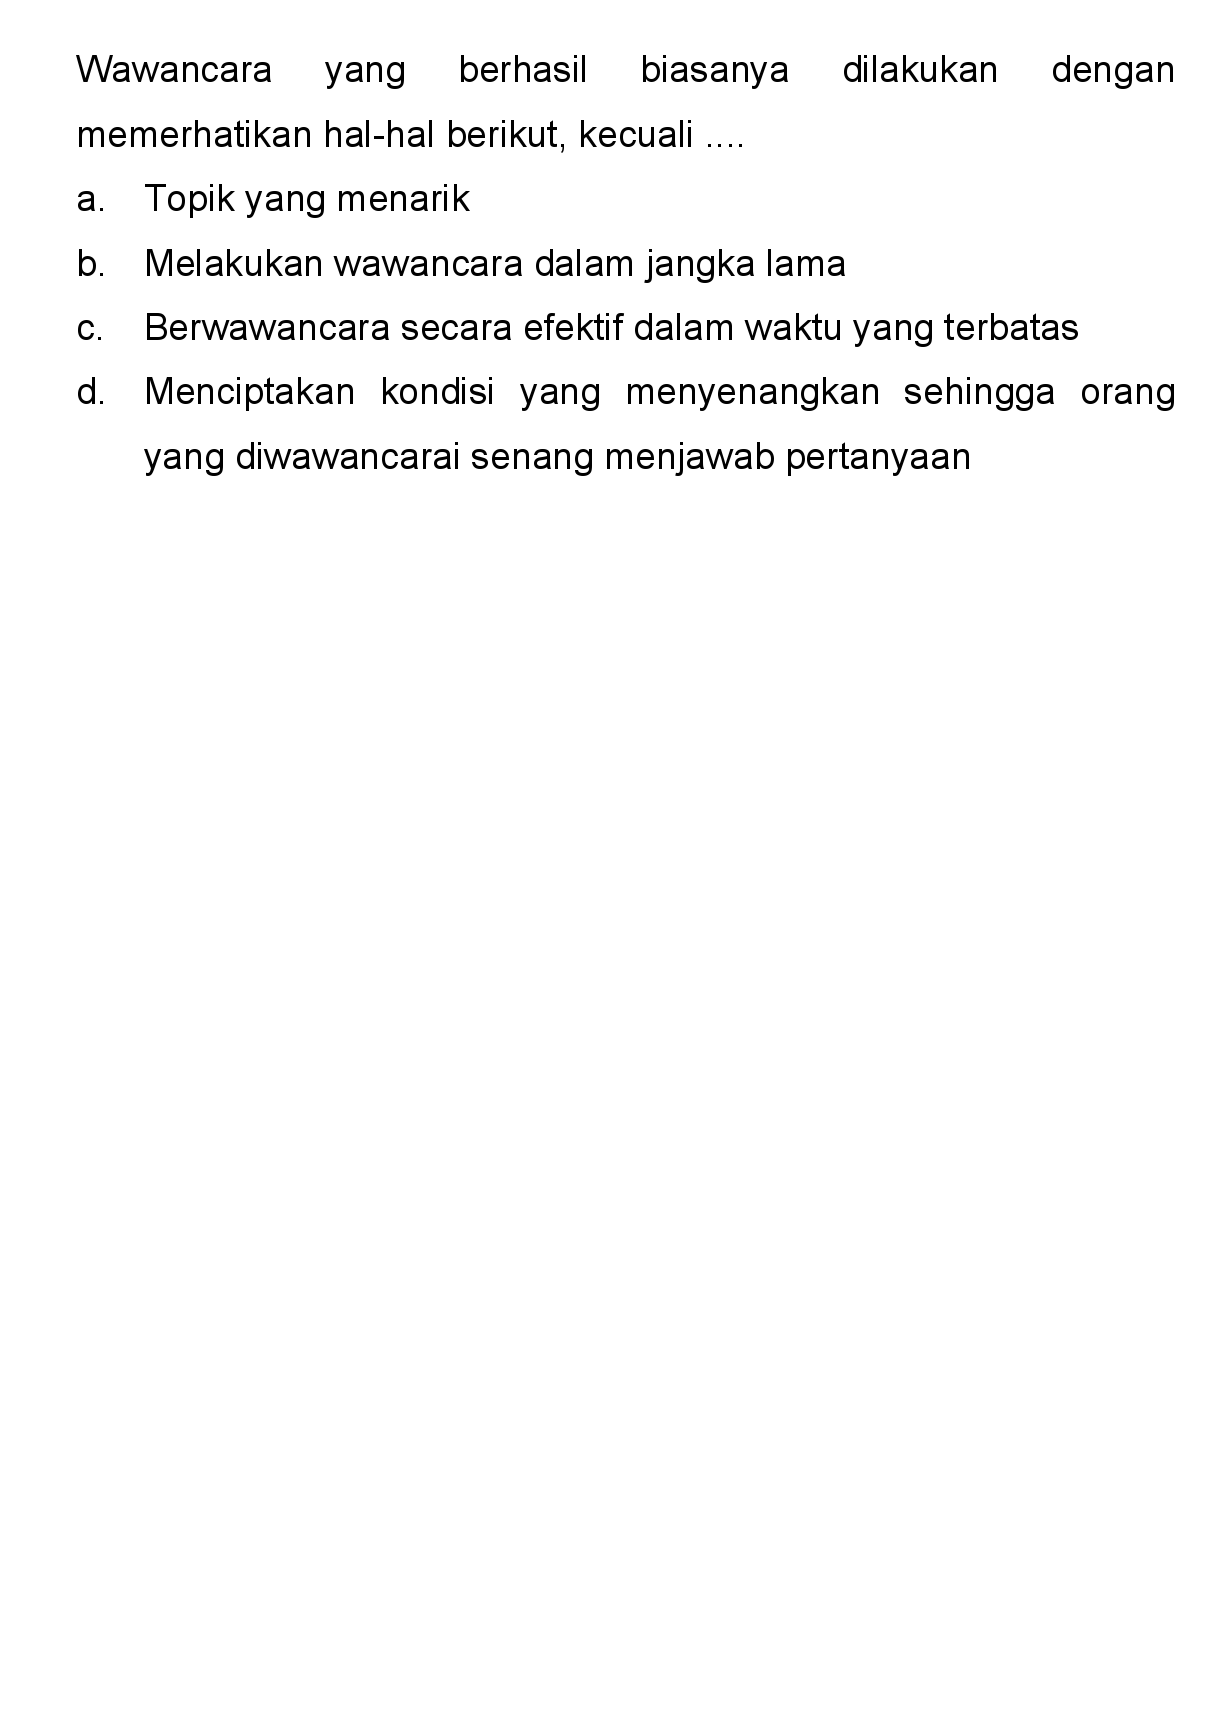 Wawancara yang berhasil biasanya dilakukan dengan
memerhatikan hal-hal berikut, kecuali ....
a. Topik yang menarik
b. Melakukan wawancara dalam jangka lama
c. Berwawancara secara efektif dalam waktu yang terbatas
d. Menciptakan kondisi yang menyenangkan sehingga orang
yang diwawancarai senang menjawab pertanyaan